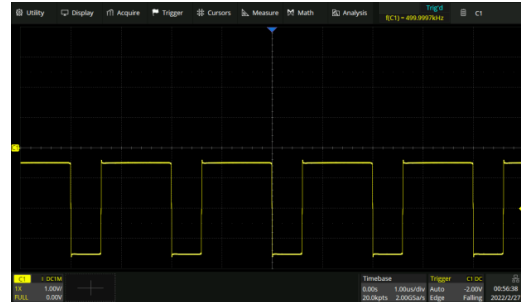 Utility Display Acquire Trigger Cursors Measure Math Analysis Trig'd C1
f(C1) = 499.9997kHz
C1
C1 DC1M Timebase Trigger C1 DC
1X 1.00V/ 0.00s 1.00us/div Auto -2.00V 00:56:38
FULL 0.00V 20.0kpts 2.00GSa/s Edge Falling 2022/2/27